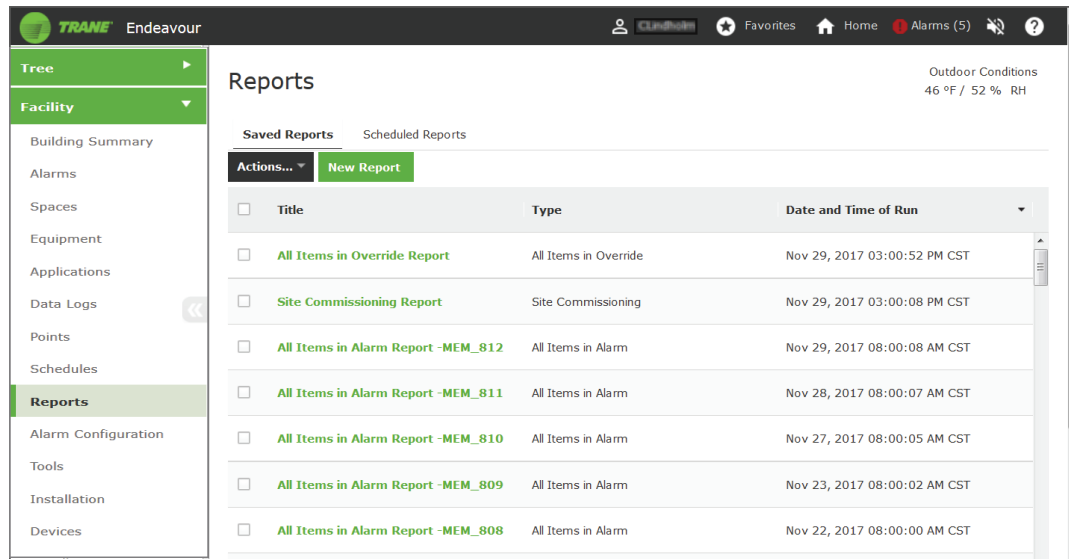 TRANE Endeavour Favorites Home Alarms (5)
Tree
Facility
Building Summary
Alarms
Spaces
Equipment
Applications
Data Logs
Points
Schedules
Reports
Alarm Configuration
Tools
Installation
Devices
Reports
Outdoor Conditions
46 ºF / 52 % RH
Saved Reports Scheduled Reports
Actions... New Report
Title Type Date and Time of Run
All Items in Override Report All Items in Override Nov 29, 2017 03:00:52 PM CST
Site Commissioning Report Site Commissioning Nov 29, 2017 03:00:08 PM CST
All Items in Alarm Report -MEM_812 All Items in Alarm Nov 29, 2017 08:00:08 AM CST
All Items in Alarm Report -MEM_811 All Items in Alarm Nov 28, 2017 08:00:07 AM CST
All Items in Alarm Report -MEM_810 All Items in Alarm Nov 27, 2017 08:00:05 AM CST
All Items in Alarm Report -MEM_809 All Items in Alarm Nov 23, 2017 08:00:02 AM CST
All Items in Alarm Report -MEM_808 All Items in Alarm Nov 22, 2017 08:00:00 AM CST